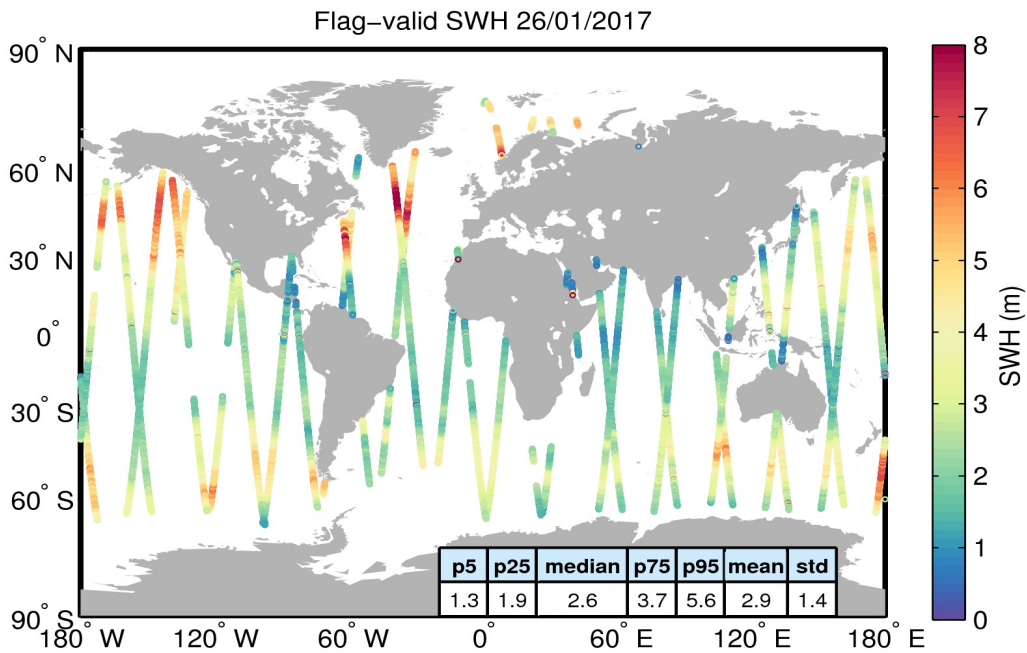 Flag−valid SWH 26/01/2017
90° N
60° N
30° N
0°
30° S
60° S
90° S
180° W
120° W
60° W
0°
60° E
120° E
180° E
p5 p25 median p75 p95 mean std
1.3 1.9 2.6 3.7 5.6 2.9 1.4
8
7
6
5
4
3
2
1
0
SWH (m)